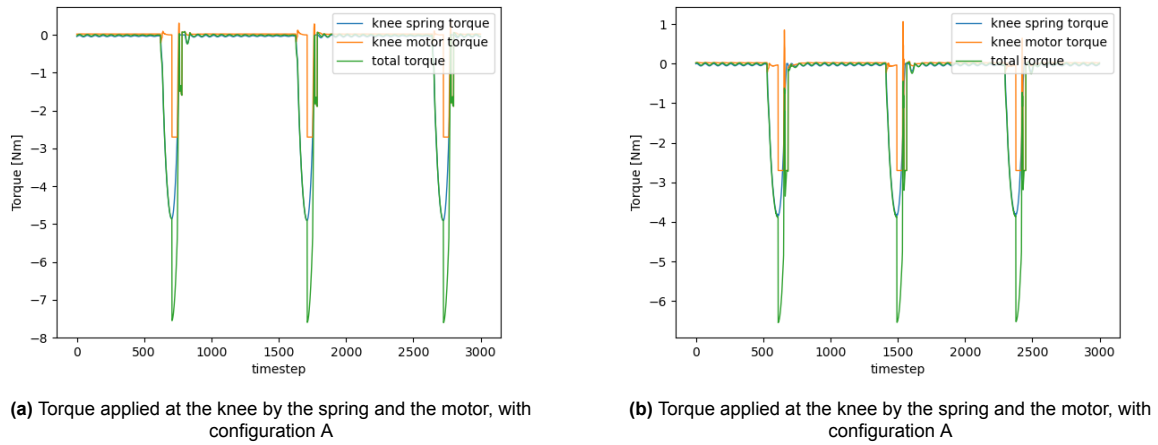 knee spring torque
knee motor torque
total torque
0
−1
−2
−3
−4
−5
−6
−7
−8
Torque [Nm]
0
500
1000
1500
2000
2500
3000
timestep
(a) Torque applied at the knee by the spring and the motor, with
configuration A
knee spring torque
knee motor torque
total torque
1
0
−1
−2
−3
−4
−5
−6
Torque [Nm]
0
500
1000
1500
2000
2500
3000
timestep
(b) Torque applied at the knee by the spring and the motor, with
configuration A